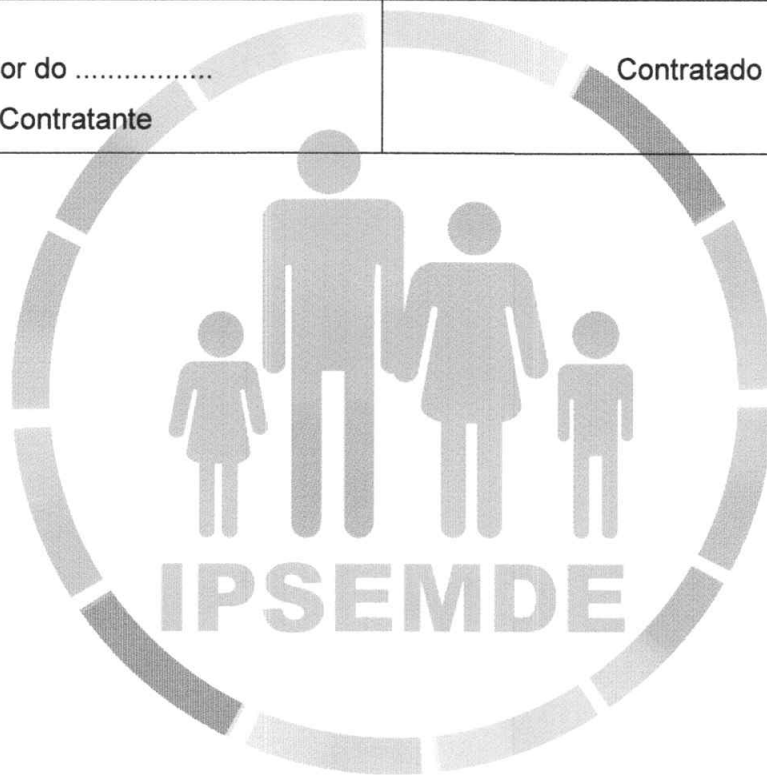 or do .................
Contratante
Contratado
IPSEMDE